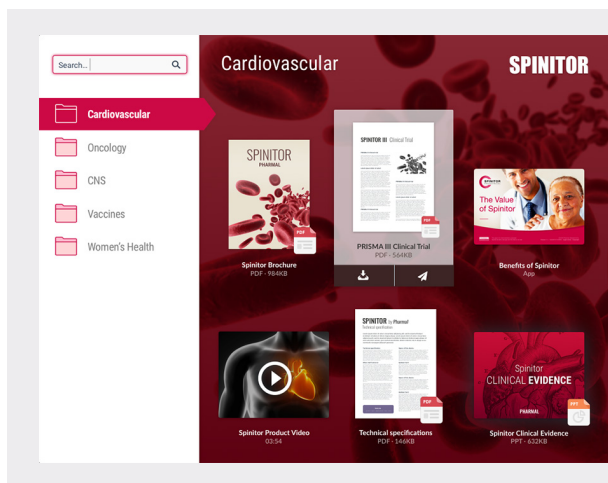 Search..
Cardiovascular
Oncology
CNS
Vaccines
Women's Health
Cardiovascular
SPINITOR
SPINITOR
PHARMAL
PDF
Spinitor Brochure
PDF - 984KB
SPINITOR III Clinical Trial
PDF
PRISMA III Clinical Trial
PDF - 564KB
SPINITOR
The Value
of Spinitor
Benefits of Spinitor
App
Spinitor Product Video
03:54
SPINITOR by Pharmal
Technical specifications
PDF
Technical specifications
PDF - 146KB
Spinitor
CLINICAL EVIDENCE
PHARMAL
PPT
Spinitor Clinical Evidence
PPT - 632KB